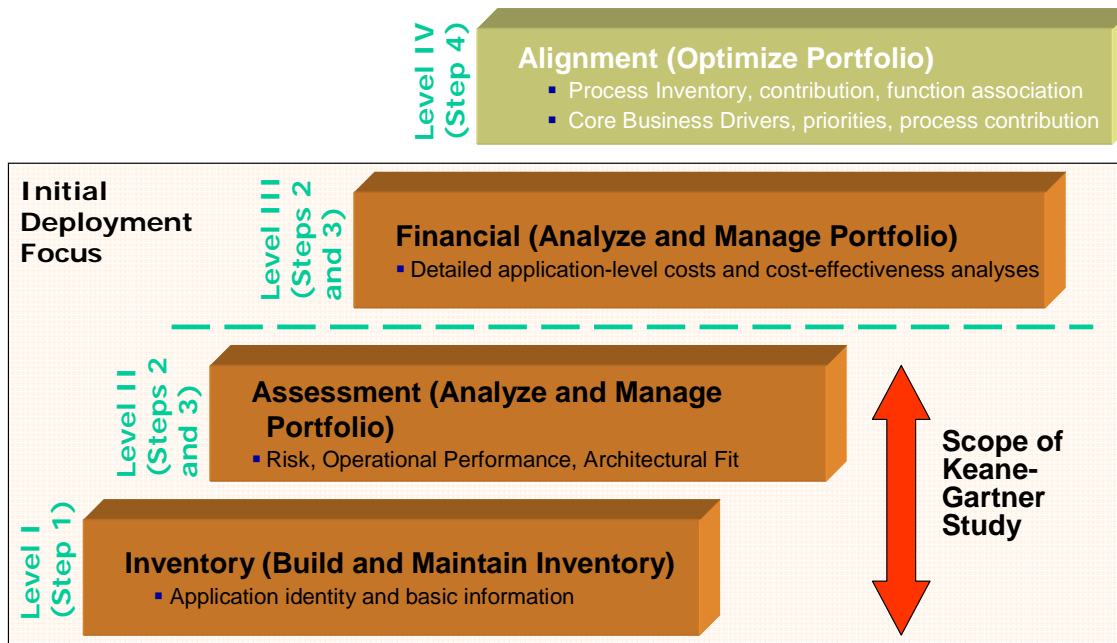 Level IV
(Step 4)
Alignment (Optimize Portfolio)
▪ Process Inventory, contribution, function association
▪ Core Business Drivers, priorities, process contribution
Initial
Deployment
Focus
Level III
(Steps 2
and 3)
Financial (Analyze and Manage Portfolio)
▪ Detailed application-level costs and cost-effectiveness analyses
Level II
(Steps 2
and 3)
Assessment (Analyze and Manage
Portfolio)
▪ Risk, Operational Performance, Architectural Fit
Scope of
Keane-
Gartner
Study
Level I
(Step 1)
Inventory (Build and Maintain Inventory)
▪ Application identity and basic information